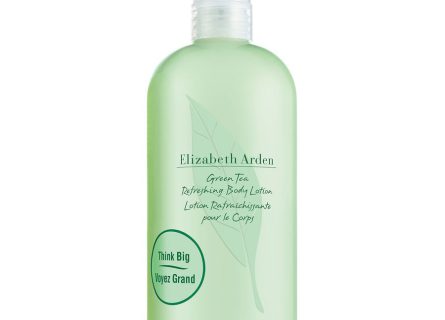 Elizabeth Arden
Green Tea
Refreshing Body Lotion
Lotion Rafraîchissante
pour le Corps
Think Big
Voyez Grand